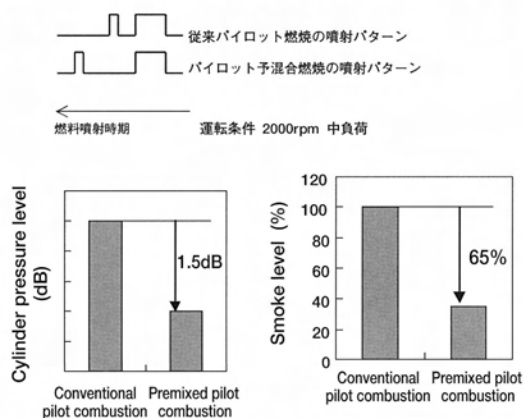 従来パイロット燃焼の噴射パターン
パイロット予混合燃焼の噴射パターン
燃料噴射時期
運転条件 2000rpm 中負荷
Cylinder pressure level
(dB)
1.5dB
Conventional
pilot combustion
Premixed pilot
combustion
Smoke level (%)
120
100
80
60
40
20
0
65%
Conventional
pilot combustion
Premixed pilot
combustion